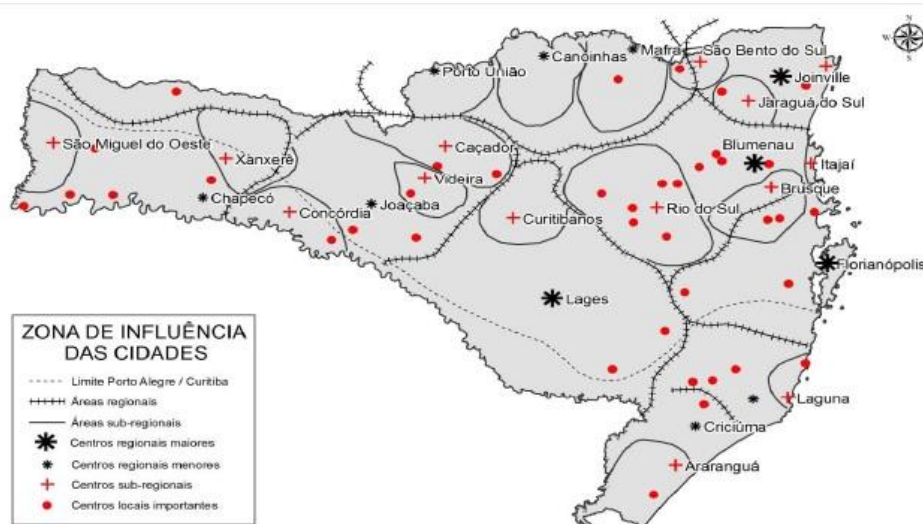 N
W
E
S
Mafra
São Bento do Sul
Canoinhas
Porto União
Joinville
Jaraguá do Sul
São Miguel do Oeste
Xanxerê
Caçador
Blumenau
Itajaí
Videira
Brusque
Chapecó
Joaçaba
Concórdia
Curitibanos
Rio do Sul
Florianópolis
Lages
ZONA DE INFLUÊNCIA
DAS CIDADES
Limite Porto Alegre / Curitiba
Áreas regionais
Áreas sub-regionais
Centros regionais maiores
Centros regionais menores
Centros sub-regionais
Centros locais importantes
Laguna
Criciúma
Araranguá